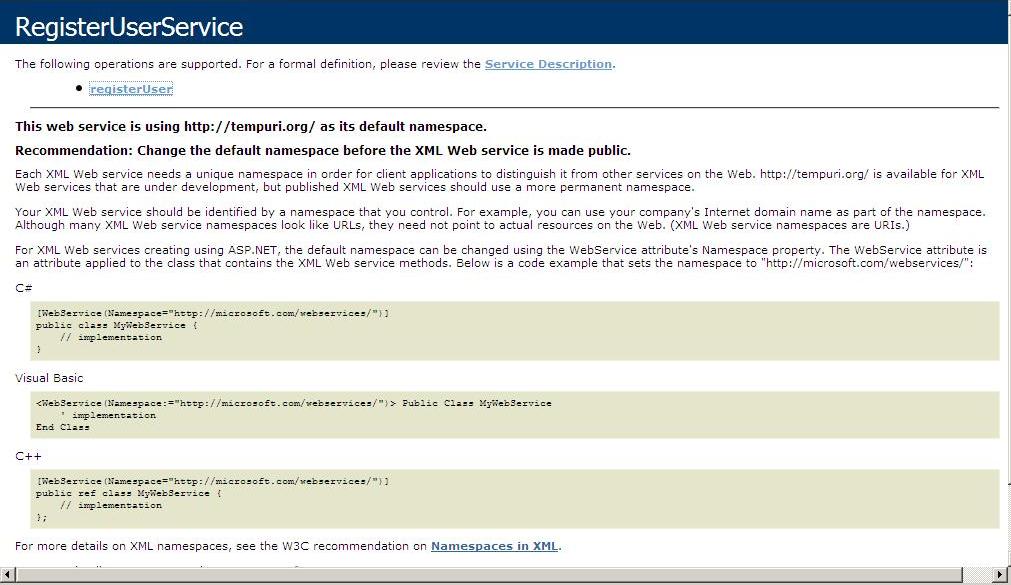 RegisterUserService
The following operations are supported. For a formal definition, please review the Service Description.
• registerUser
This web service is using http://tempuri.org/ as its default namespace.
Recommendation: Change the default namespace before the XML Web service is made public.
Each XML Web service needs a unique namespace in order for client applications to distinguish it from other services on the Web. http://tempuri.org/ is available for XML
Web services that are under development, but published XML Web services should use a more permanent namespace.
Your XML Web service should be identified by a namespace that you control. For example, you can use your company's Internet domain name as part of the namespace.
Although many XML Web service namespaces look like URLs, they need not point to actual resources on the Web. (XML Web service namespaces are URIs.)
For XML Web services creating using ASP.NET, the default namespace can be changed using the WebService attribute's Namespace property. The WebService attribute is
an attribute applied to the class that contains the XML Web service methods. Below is a code example that sets the namespace to "http://microsoft.com/webservices/":
C#
[WebService(Namespace="http://microsoft.com/webservices/")]
public class MyWebService {
    // implementation
}
Visual Basic
<WebService(Namespace:="http://microsoft.com/webservices/")> Public Class MyWebService
    ' implementation
End Class
C++
[WebService(Namespace="http://microsoft.com/webservices/")]
public ref class MyWebService {
    // implementation
};
For more details on XML namespaces, see the W3C recommendation on Namespaces in XML.